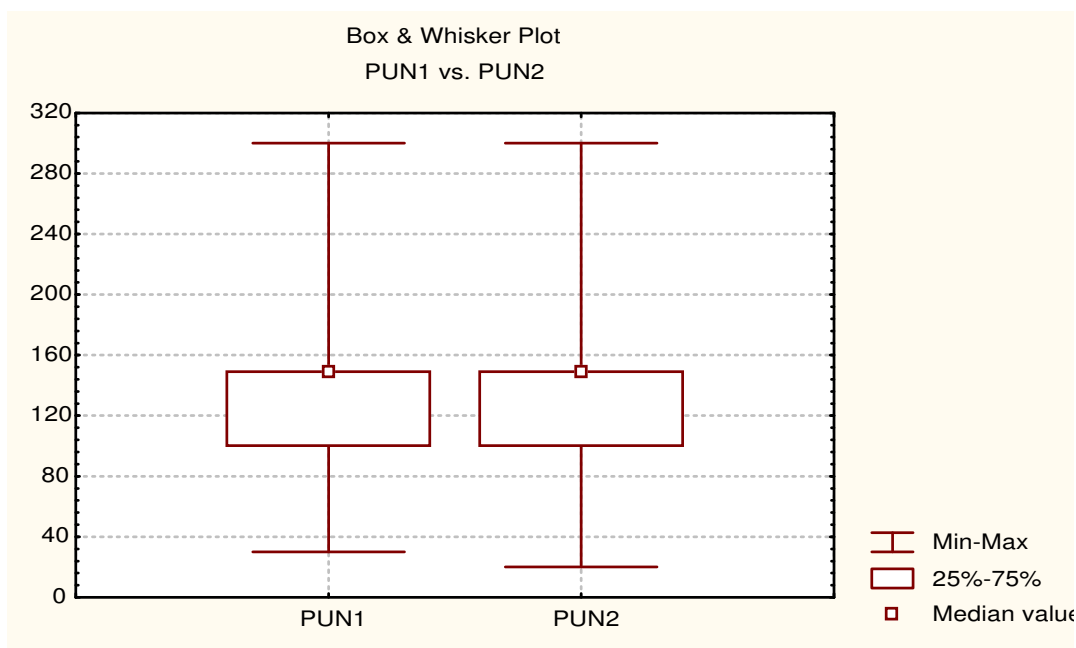 Box & Whisker Plot
PUN1 vs. PUN2
320
280
240
200
160
120
80
40
0
PUN1 PUN2
Min-Max
25%-75%
Median value